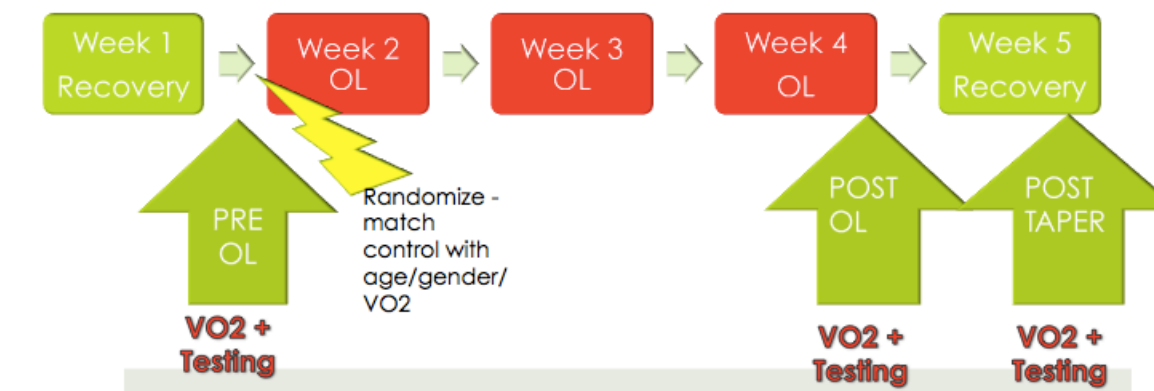 Week 1
Recovery
Week 2
OL
Week 3
OL
Week 4
OL
Week 5
Recovery
PRE
OL
Randomize -
match
control with
age/gender/
VO2
POST
OL
POST
TAPER
VO2 +
Testing
VO2 +
Testing
VO2 +
Testing